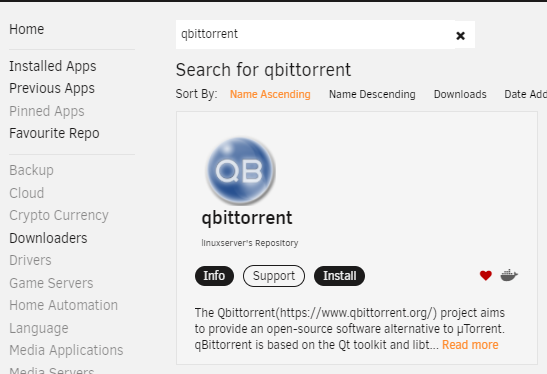 Home
Installed Apps
Previous Apps
Pinned Apps
Favourite Repo
Backup
Cloud
Crypto Currency
Downloaders
Drivers
Game Servers
Home Automation
Language
Media Applications
Media Servers
qbittorrent
Search for qbittorrent
Sort By: Name Ascending Name Descending Downloads Date Add
QB
qbittorrent
linuxserver's Repository
Info Support Install
The Qbittorrent(https://www.qbittorrent.org/) project aims
to provide an open-source software alternative to µTorrent.
qBittorrent is based on the Qt toolkit and libt... Read more